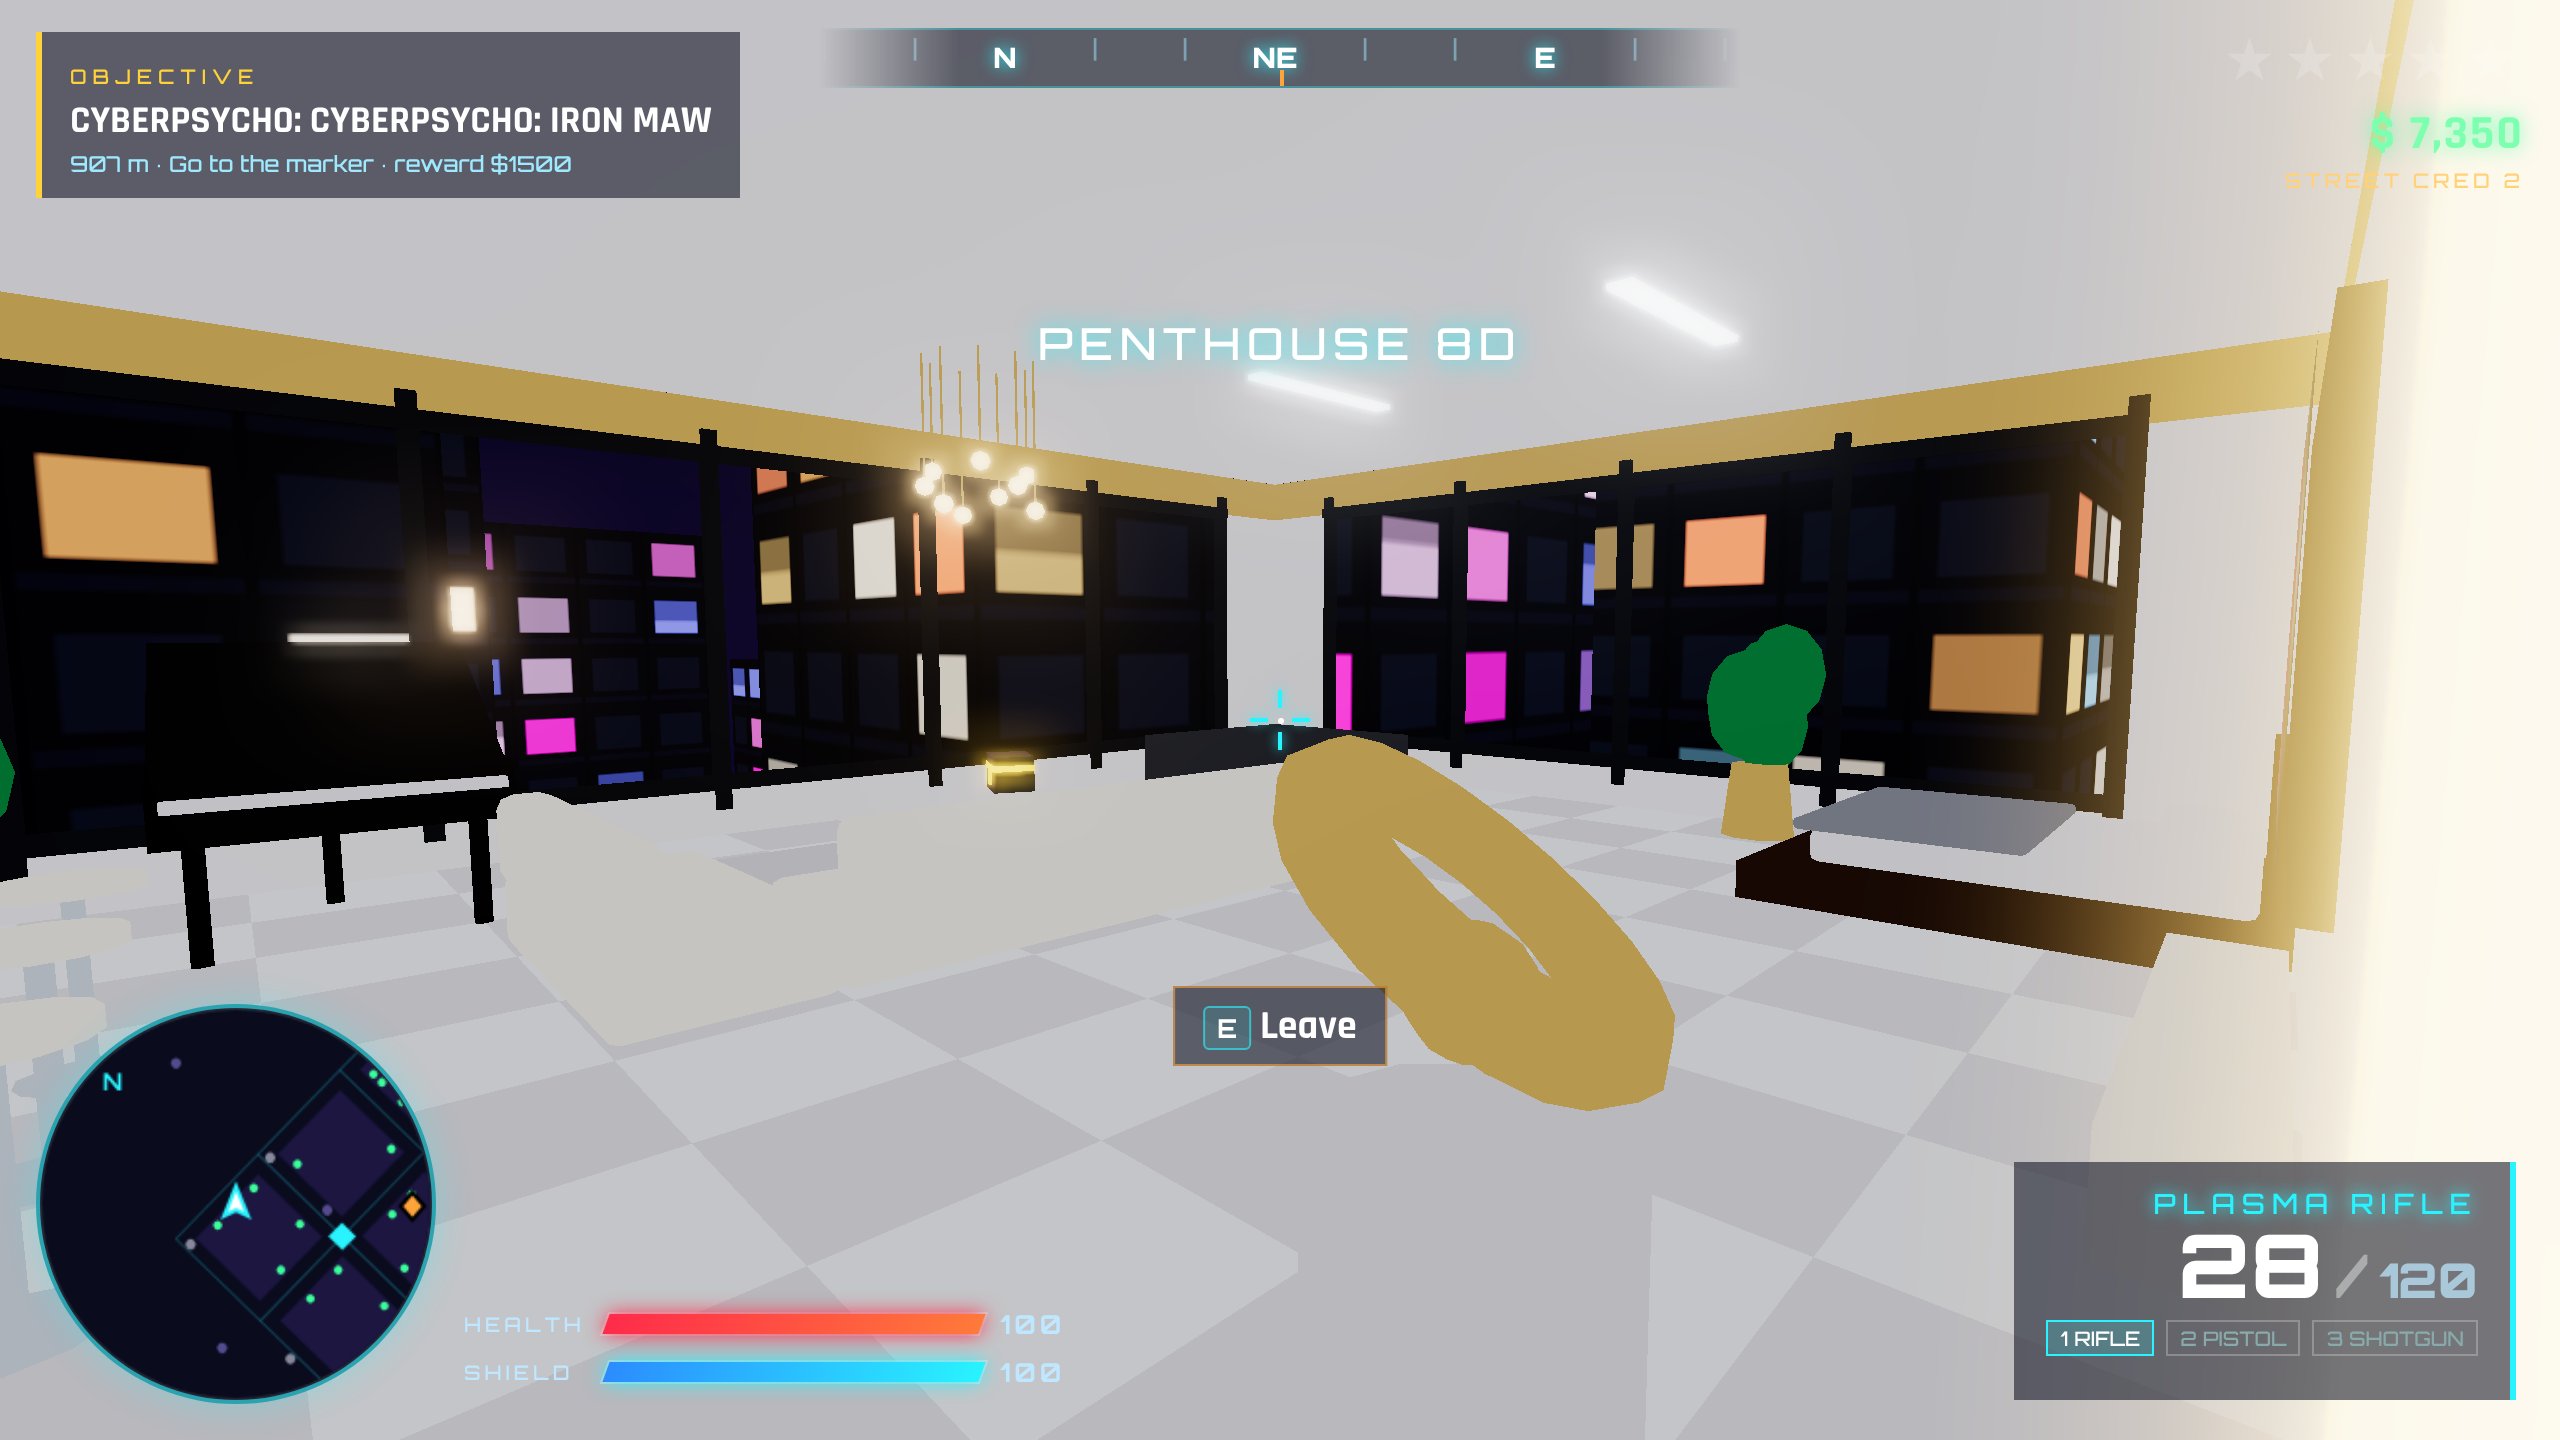 OBJECTIVE
CYBERPSYCHO: CYBERPSYCHO: IRON MAW
907 m · Go to the marker · reward $1500
N NE E
$ 7,350
STREET CRED 2
PENTHOUSE 8D
E Leave
N
HEALTH 100
SHIELD 100
PLASMA RIFLE
28 / 120
1 RIFLE 2 PISTOL 3 SHOTGUN